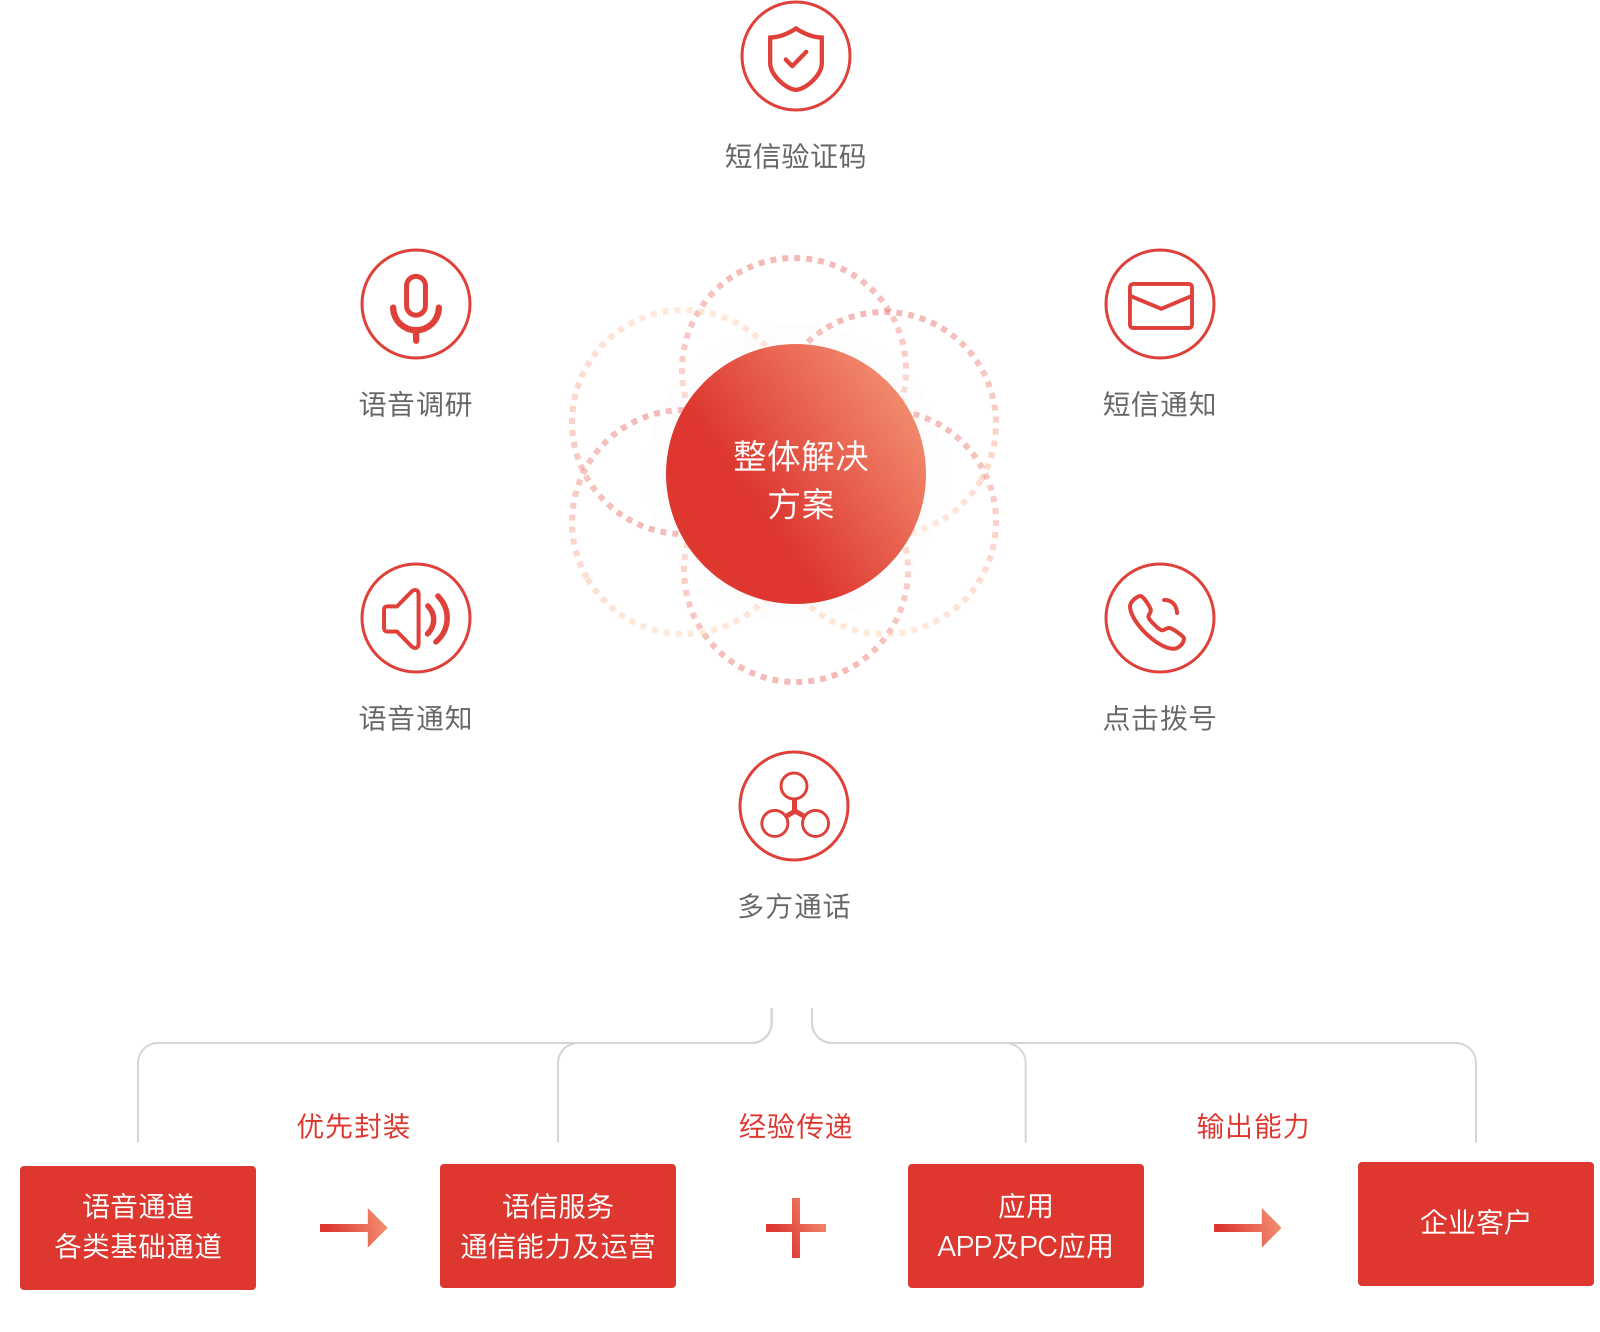 短信验证码
语音调研
短信通知
整体解决
方案
语音通知
点击拨号
多方通话
优先封装
经验传递
输出能力
语音通道
各类基础通道
语信服务
通信能力及运营
应用
APP及PC应用
企业客户